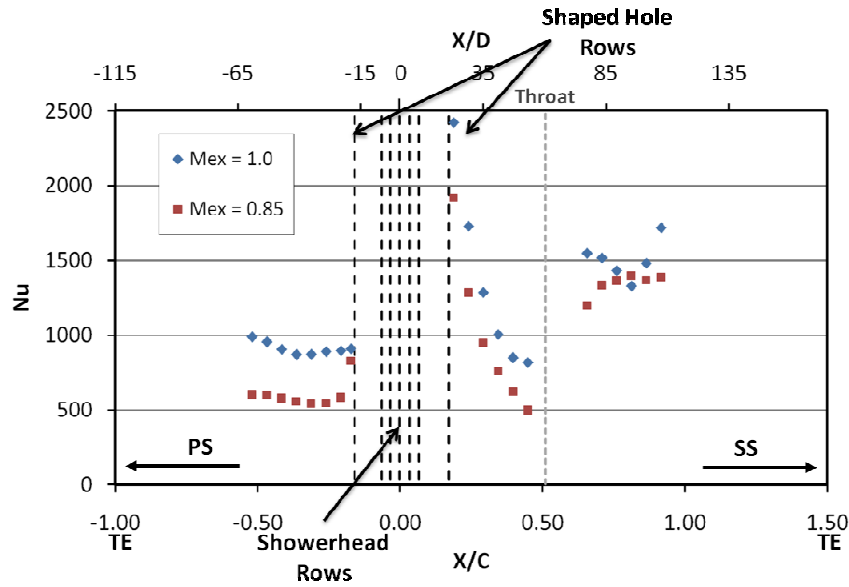 Shaped Hole
Rows
X/D
-115 -65 -15 0 35 85 135
Throat
2500
2000
1500
1000
500
0
Nu
Mex = 1.0
Mex = 0.85
PS
SS
-1.00 -0.50 0.00 0.50 1.00 1.50
TE
Showerhead
Rows
X/C
TE